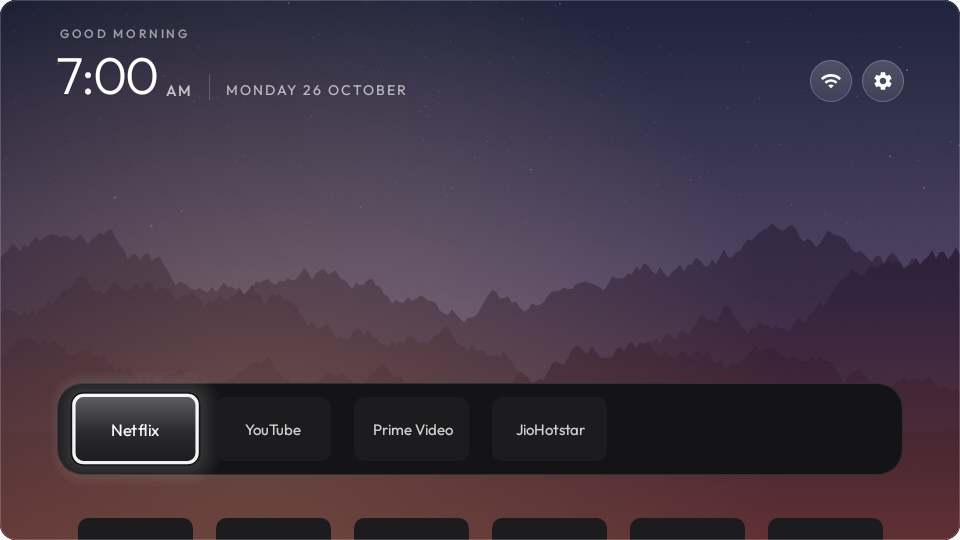 GOOD MORNING
7:00 AM
MONDAY 26 OCTOBER
Netflix
YouTube
Prime Video
JioHotstar